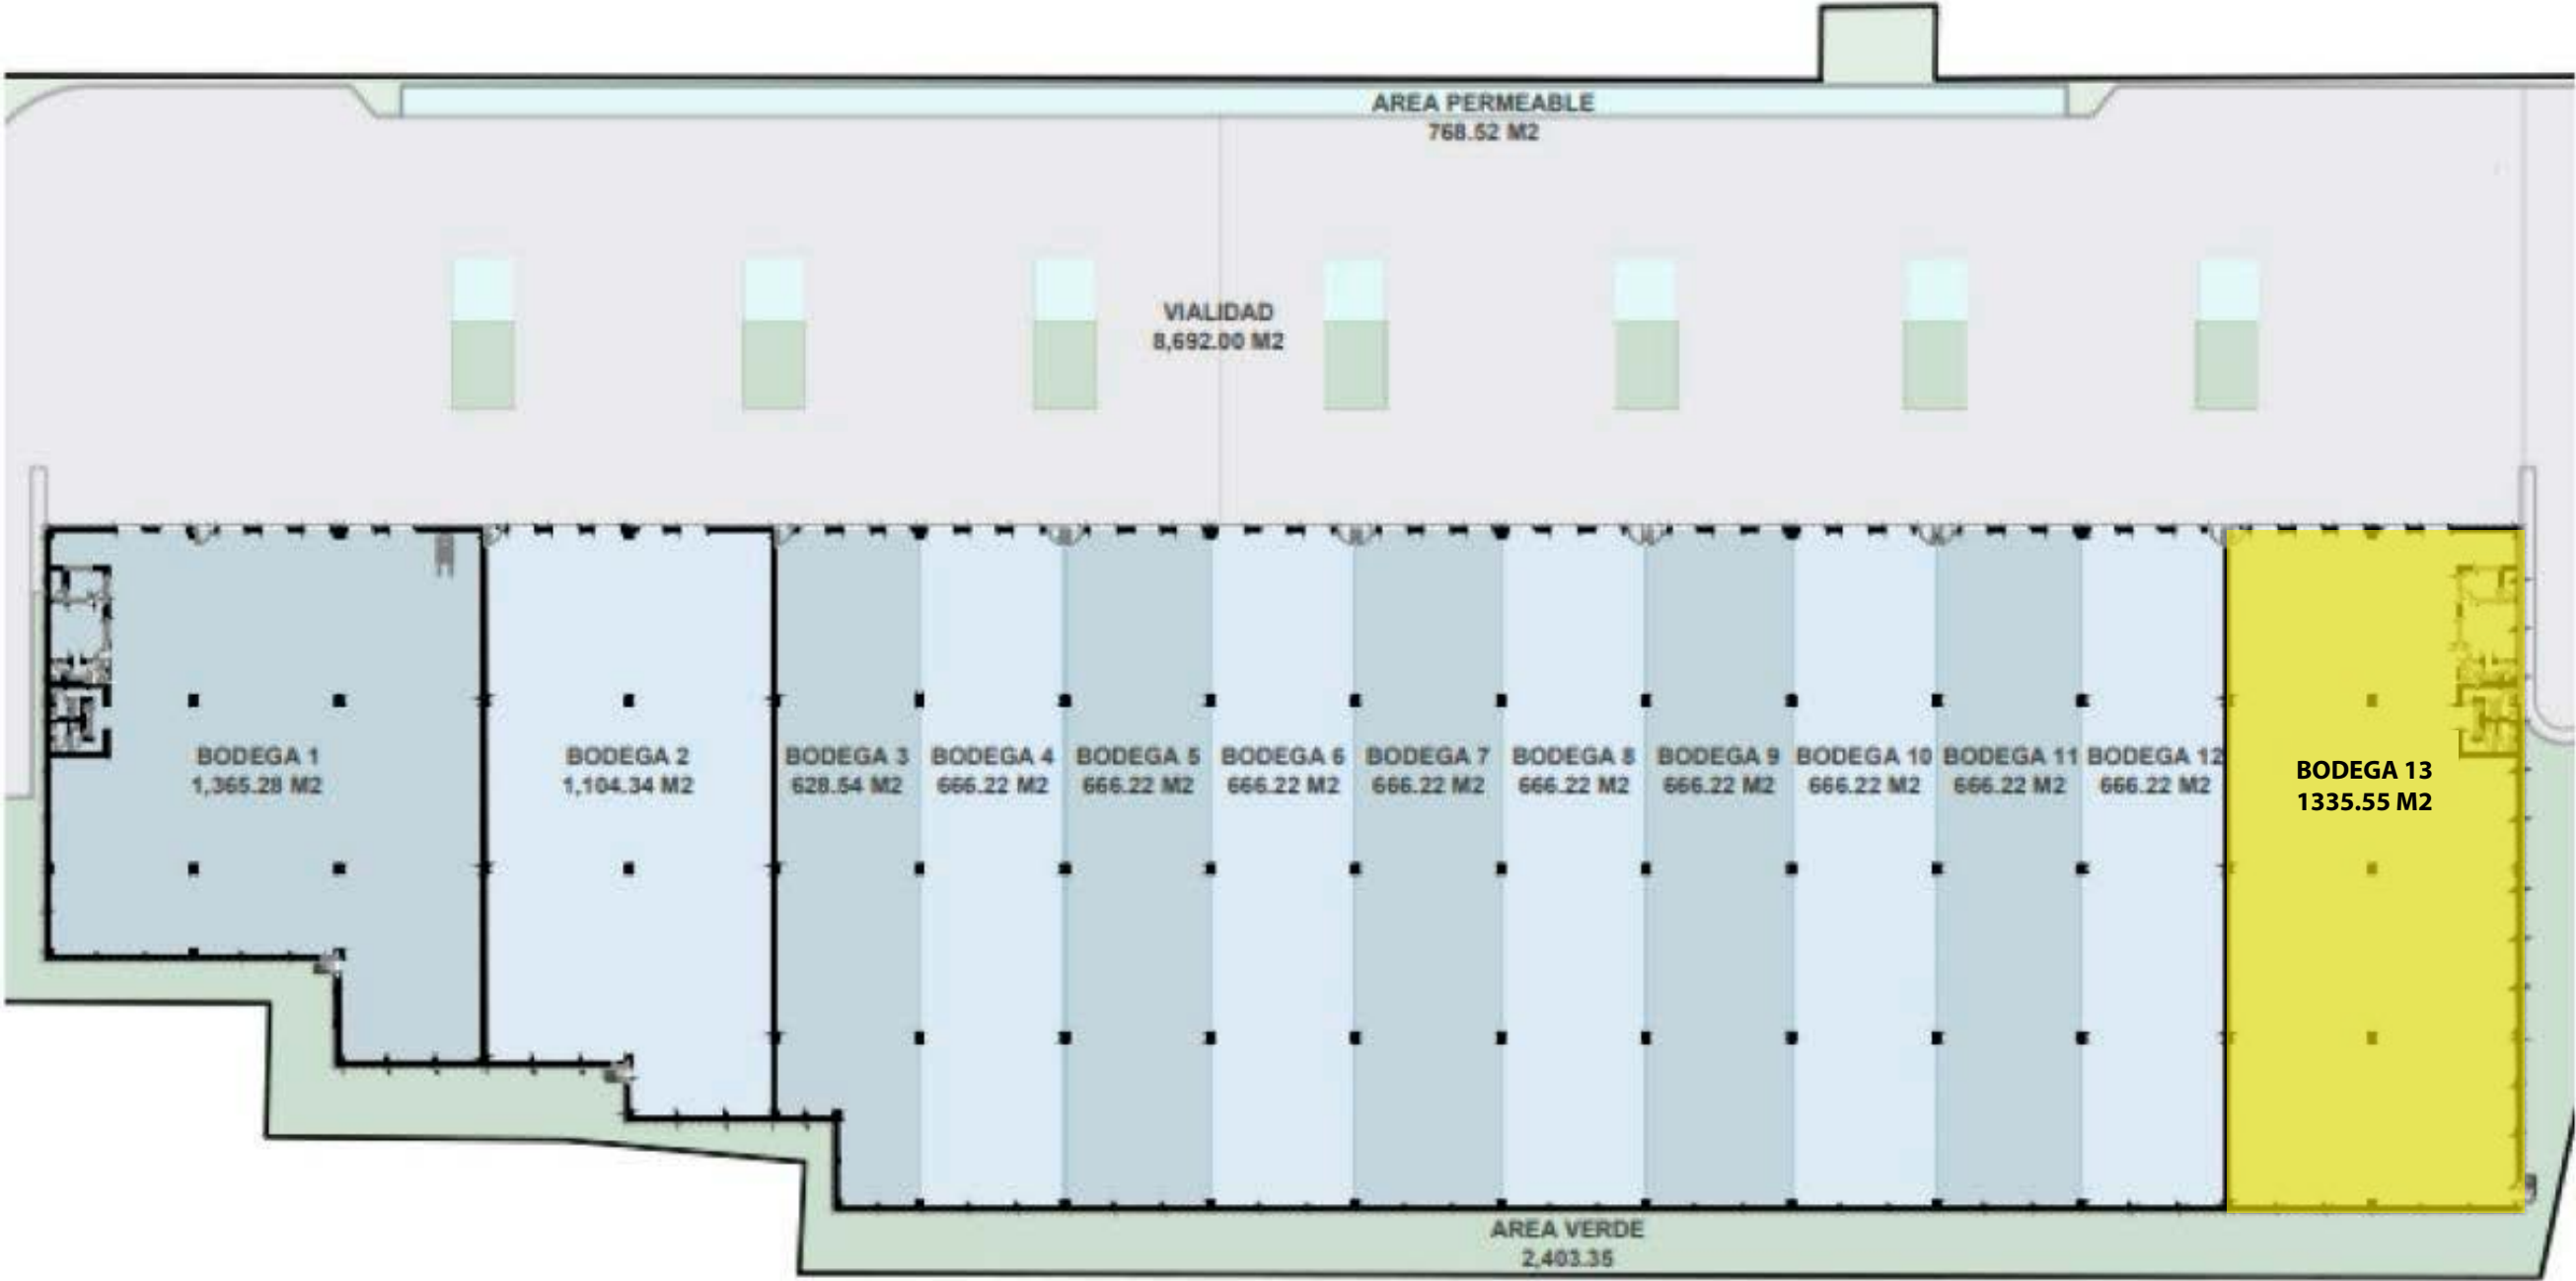 AREA PERMEABLE
768.52 M2
VIALIDAD
8,692.00 M2
BODEGA 1
1,365.28 M2
BODEGA 2
1,104.34 M2
BODEGA 3
628.54 M2
BODEGA 4
666.22 M2
BODEGA 5
666.22 M2
BODEGA 6
666.22 M2
BODEGA 7
666.22 M2
BODEGA 8
666.22 M2
BODEGA 9
666.22 M2
BODEGA 10
666.22 M2
BODEGA 11
666.22 M2
BODEGA 12
666.22 M2
BODEGA 13
1335.55 M2
AREA VERDE
2,403.35